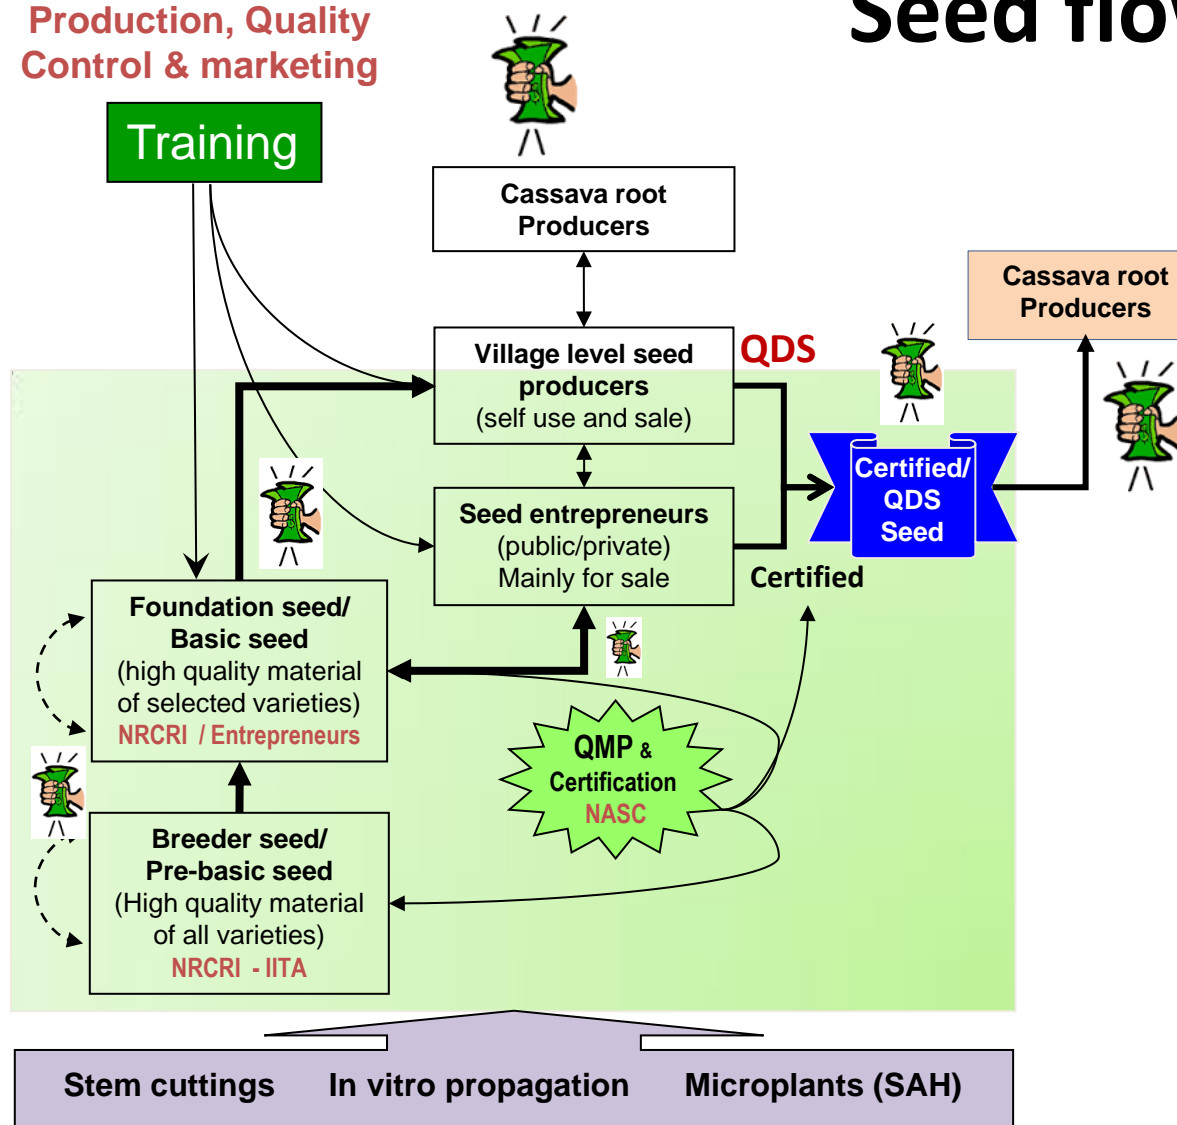 Production, Quality
Control & marketing
Seed flow
Training
Cassava root
Producers
Cassava root
Producers
Village level seed
producers
(self use and sale)
QDS
Certified/
QDS
Seed
Seed entrepreneurs
(public/private)
Mainly for sale
Certified
Foundation seed/
Basic seed
(high quality material
of selected varieties)
NRCRI / Entrepreneurs
QMP &
Certification
NASC
Breeder seed/
Pre-basic seed
(High quality material
of all varieties)
NRCRI - IITA
Stem cuttings In vitro propagation Microplants (SAH)